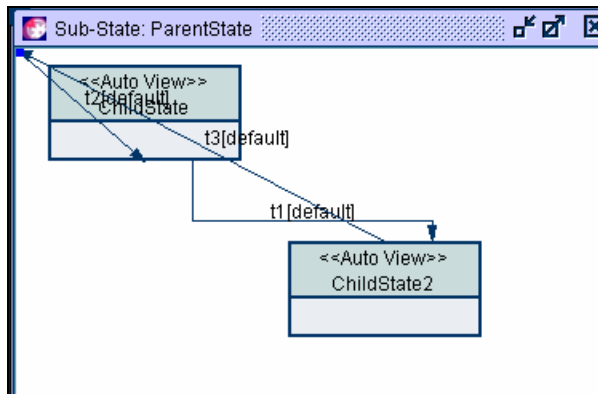 Sub-State: ParentState
<<Auto View>>
t2[default]
ChildState
t3[default]
t1[default]
<<Auto View>>
ChildState2